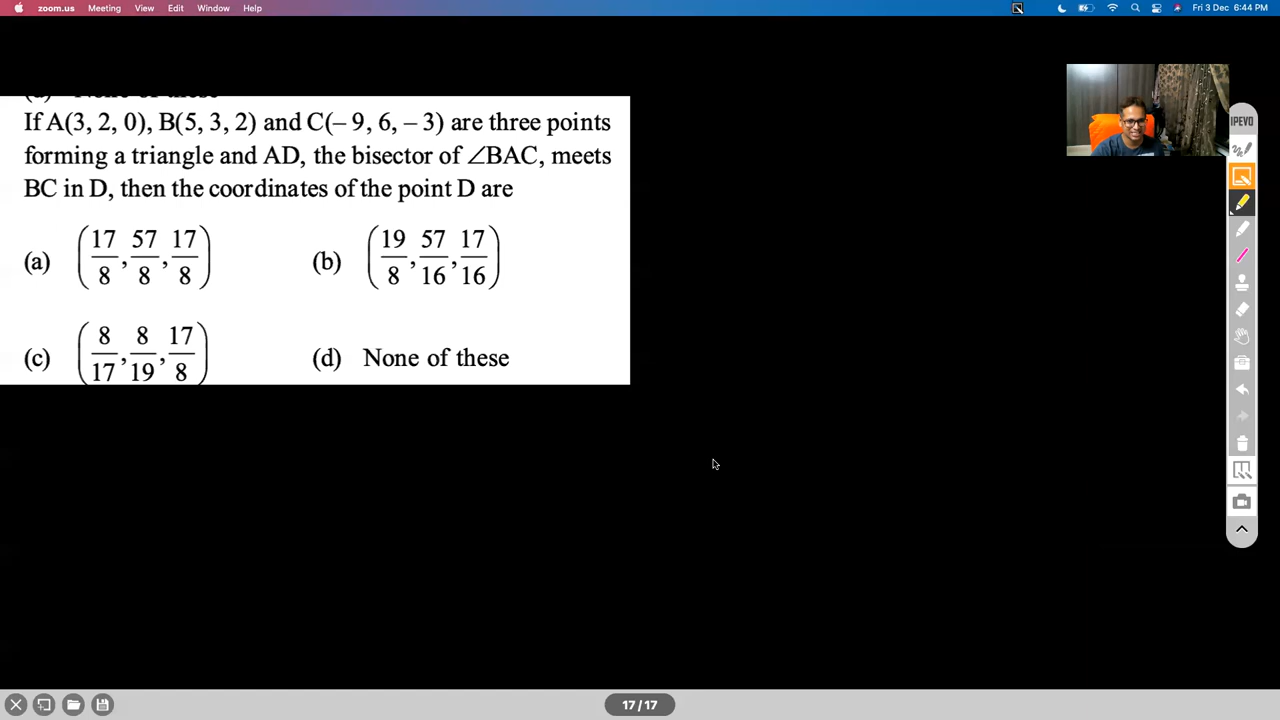 zoom.us Meeting View Edit Window Help Fri 3 Dec 6:44 PM
(d) None of these
If A(3, 2, 0), B(5, 3, 2) and C(– 9, 6, – 3) are three points
forming a triangle and AD, the bisector of ∠BAC, meets
BC in D, then the coordinates of the point D are
(a) (17/8, 57/8, 17/8) (b) (19/8, 57/16, 17/16)
(c) (8/17, 8/19, 17/8) (d) None of these
IPEVO
17/17